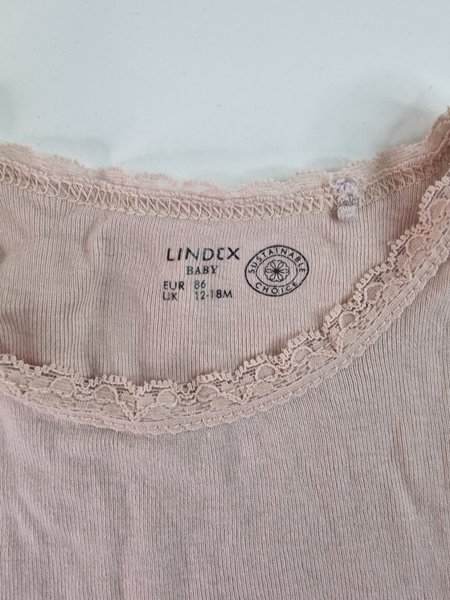 LINDEX
BABY
EUR 86
UK 12-18M
SUSTAINABLE
CHOICE